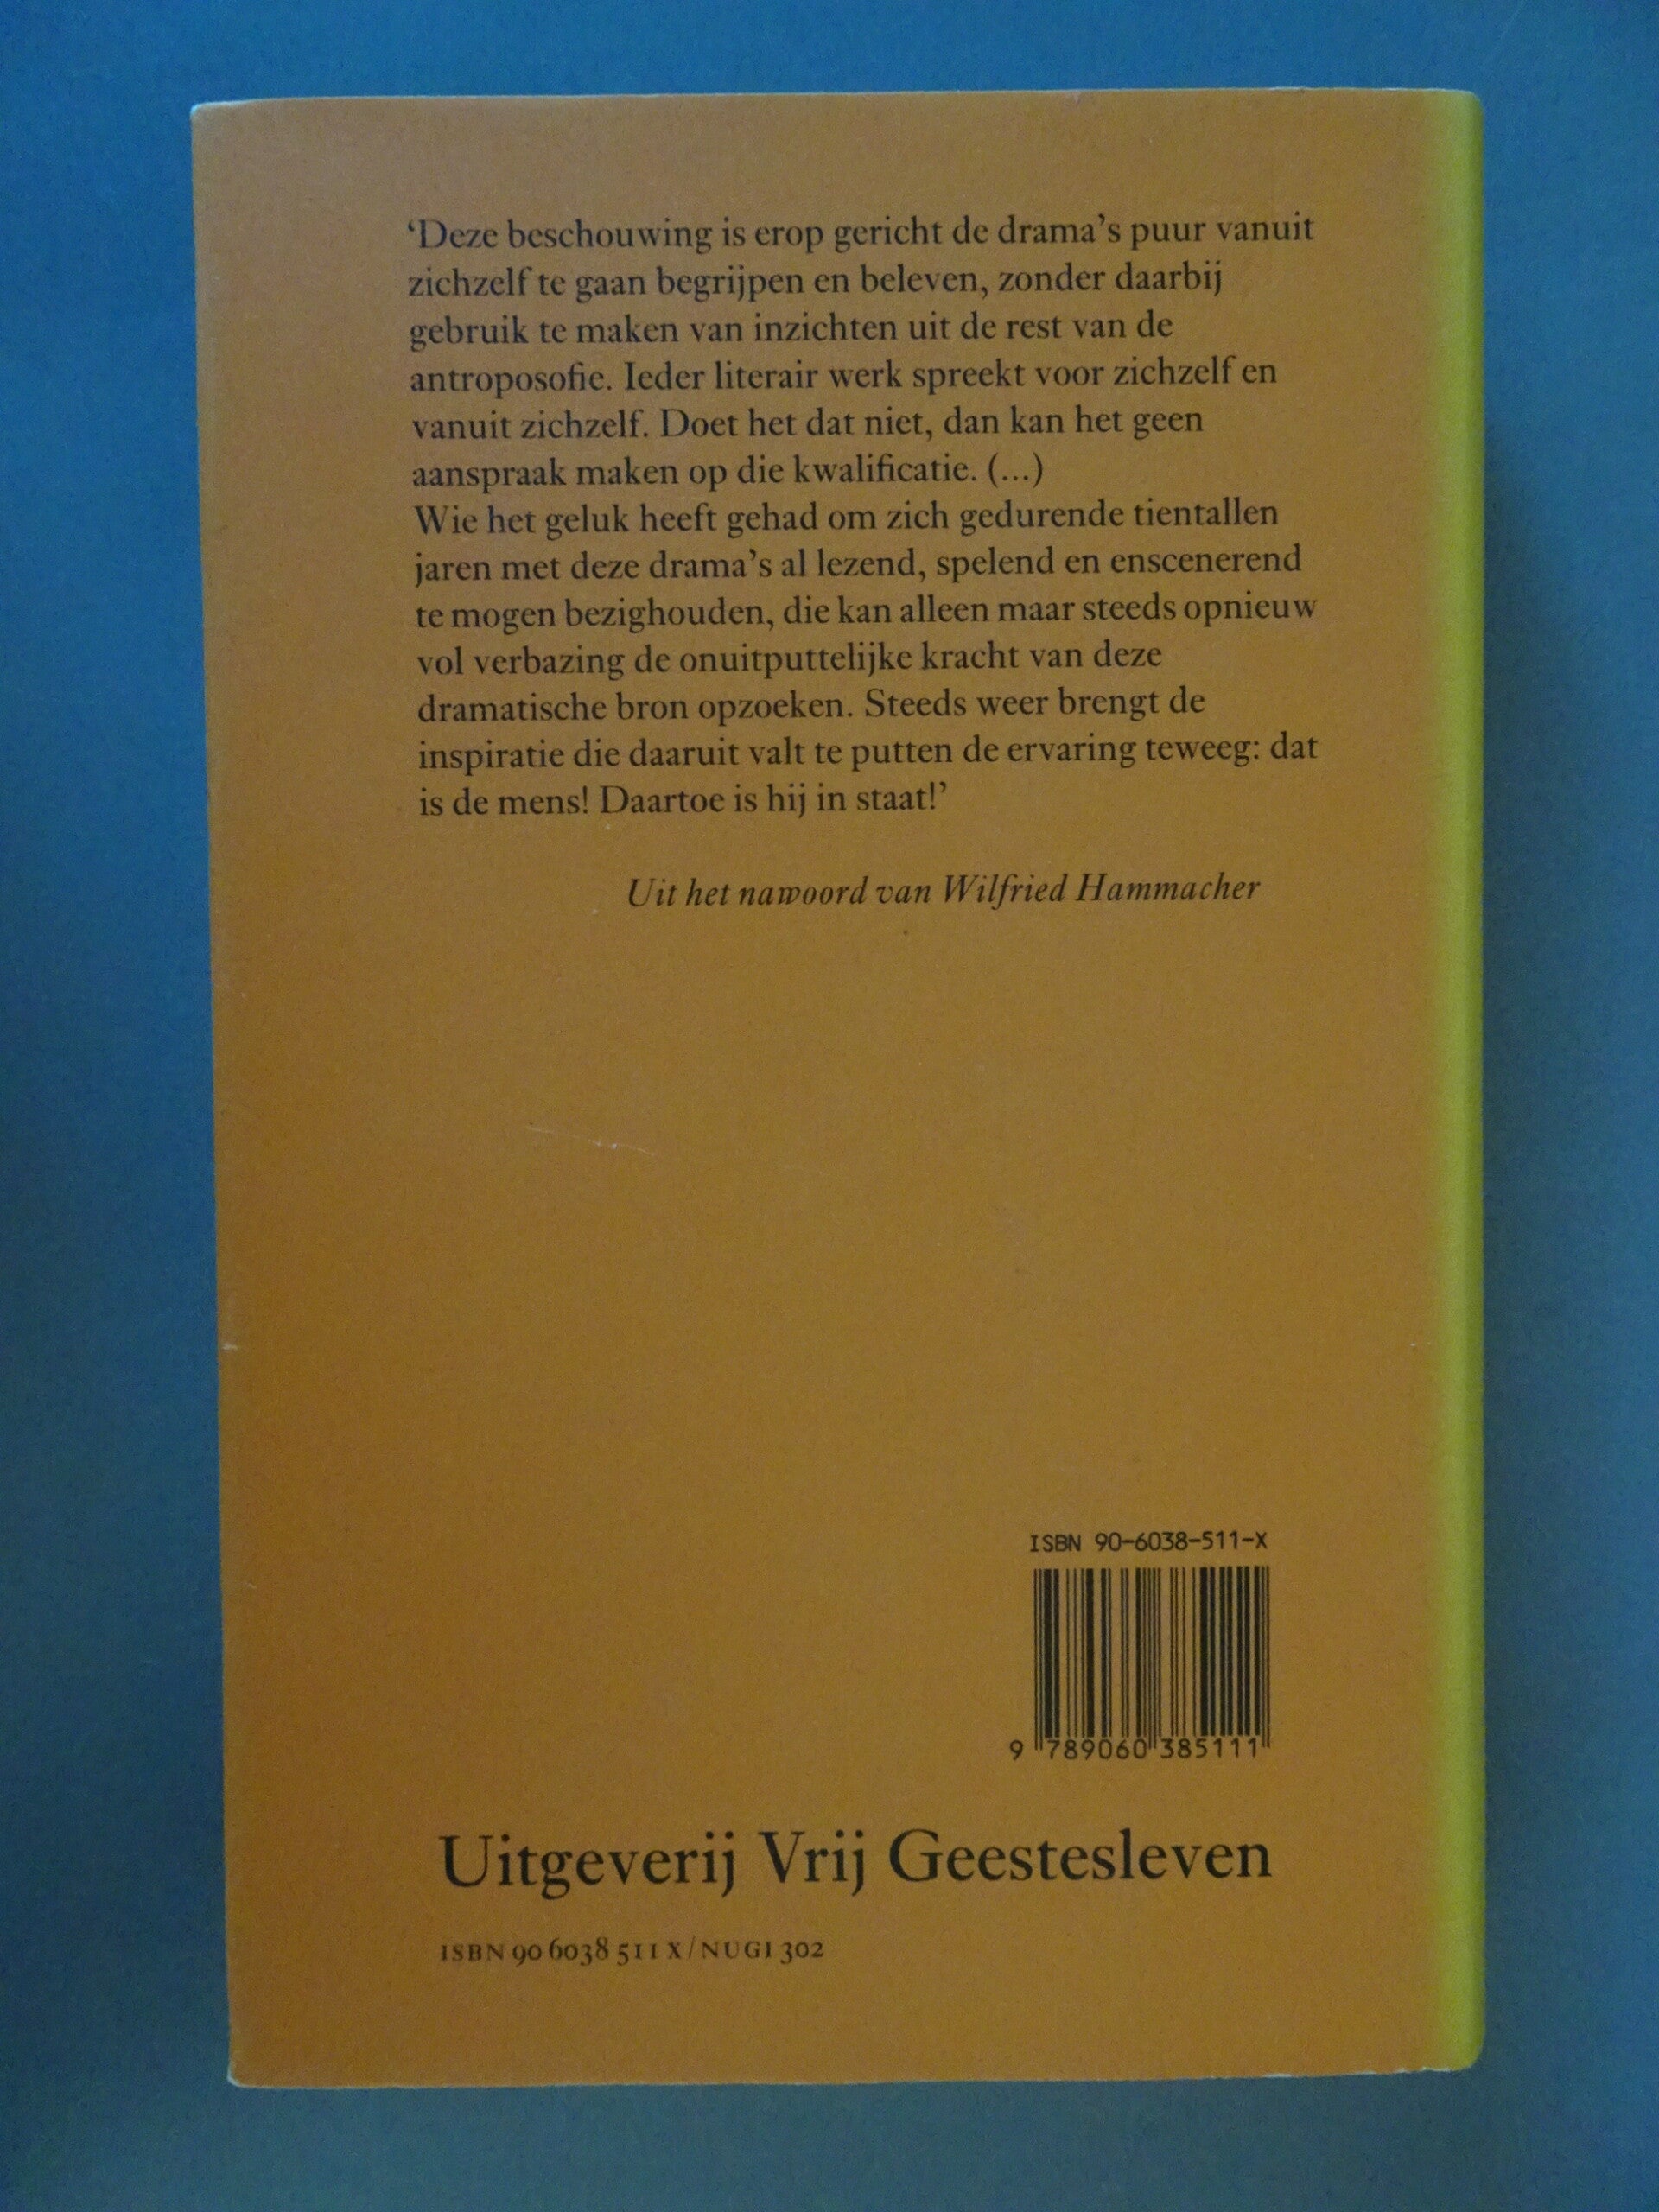 ‘Deze beschouwing is erop gericht de drama’s puur vanuit
zichzelf te gaan begrijpen en beleven, zonder daarbij
gebruik te maken van inzichten uit de rest van de
antroposofie. Ieder literair werk spreekt voor zichzelf en
vanuit zichzelf. Doet het dat niet, dan kan het geen
aanspraak maken op die kwalificatie. (...)
Wie het geluk heeft gehad om zich gedurende tientallen
jaren met deze drama’s al lezend, spelend en enscenerend
te mogen bezighouden, die kan alleen maar steeds opnieuw
vol verbazing de onuitputtelijke kracht van deze
dramatische bron opzoeken. Steeds weer brengt de
inspiratie die daaruit valt te putten de ervaring teweeg: dat
is de mens! Daartoe is hij in staat!’
Uit het nawoord van Wilfried Hammacher
ISBN 90-6038-511-X
9 789060 385111
Uitgeverij Vrij Geestesleven
ISBN 90 6038 511 X/NUGI 302